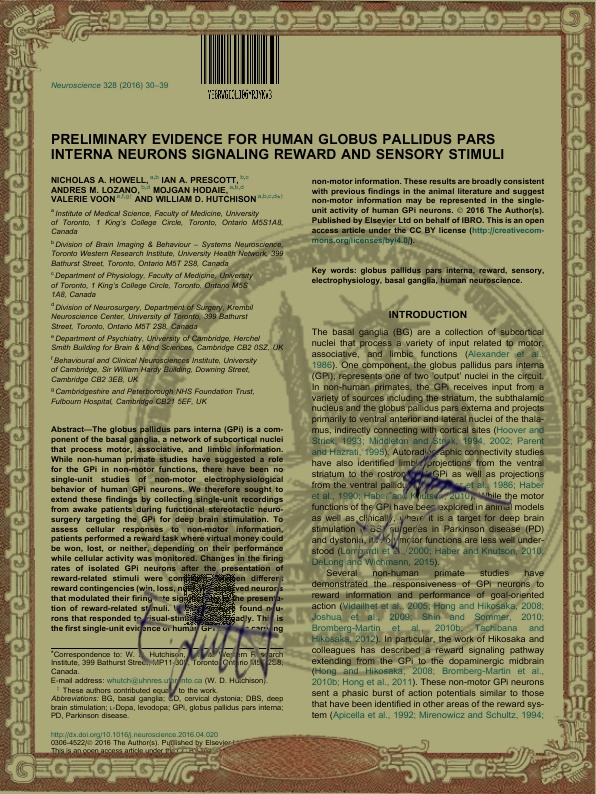 Y35RWGI3LJ96YRJYKW3
Neuroscience 328 (2016) 30–39
PRELIMINARY EVIDENCE FOR HUMAN GLOBUS PALLIDUS PARS
INTERNA NEURONS SIGNALING REWARD AND SENSORY STIMULI
NICHOLAS A. HOWELL, a,b IAN A. PRESCOTT, b,c
ANDRES M. LOZANO, b,d MOJGAN HODAIE, a,b,d
VALERIE VOON e,f,g† AND WILLIAM D. HUTCHISON a,b,c,d*†
a Institute of Medical Science, Faculty of Medicine, University
of Toronto, 1 King's College Circle, Toronto, Ontario M5S1A8,
Canada
b Division of Brain Imaging & Behaviour – Systems Neuroscience,
Toronto Western Research Institute, University Health Network, 399
Bathurst Street, Toronto, Ontario M5T 2S8, Canada
c Department of Physiology, Faculty of Medicine, University
of Toronto, 1 King's College Circle, Toronto, Ontario M5S
1A8, Canada
d Division of Neurosurgery, Department of Surgery, Krembil
Neuroscience Center, University of Toronto, 399 Bathurst
Street, Toronto, Ontario M5T 2S8, Canada
e Department of Psychiatry, University of Cambridge, Herchel
Smith Building for Brain & Mind Sciences, Cambridge CB2 0SZ, UK
f Behavioural and Clinical Neurosciences Institute, University
of Cambridge, Sir William Hardy Building, Downing Street,
Cambridge CB2 3EB, UK
g Cambridgeshire and Peterborough NHS Foundation Trust,
Fulbourn Hospital, Cambridge CB21 5EF, UK
Abstract—The globus pallidus pars interna (GPi) is a com-
ponent of the basal ganglia, a network of subcortical nuclei
that process motor, associative, and limbic information.
While non-human primate studies have suggested a role
for the GPi in non-motor functions, there have been no
single-unit studies of non-motor electrophysiological
behavior of human GPi neurons. We therefore sought to
extend these findings by collecting single-unit recordings
from awake patients during functional stereotactic neuro-
surgery targeting the GPi for deep brain stimulation. To
assess cellular responses to non-motor information,
patients performed a reward task where virtual money could
be won, lost, or neither, depending on their performance
while cellular activity was monitored. Changes in the firing
rates of isolated GPi neurons after the presentation of
reward-related stimuli were between different
reward contingencies (win, loss, neurons
that modulated their firing the presenta-
tion of reward-related stimuli. found neu-
rons that responded to visual-stimuli This is
the first single-unit evidence of human GPi carrying
non-motor information. These results are broadly consistent
with previous findings in the animal literature and suggest
non-motor information may be represented in the single-
unit activity of human GPi neurons. © 2016 The Author(s).
Published by Elsevier Ltd on behalf of IBRO. This is an open
access article under the CC BY license (http://creativecom-
mons.org/licenses/by/4.0/).
Key words: globus pallidus pars interna, reward, sensory,
electrophysiology, basal ganglia, human neuroscience.
INTRODUCTION
The basal ganglia (BG) are a collection of subcortical
nuclei that process a variety of input related to motor,
associative, and limbic functions (Alexander et al.,
1986). One component, the globus pallidus pars interna
(GPi), represents one of two 'output' nuclei in the circuit.
In non-human primates, the GPi receives input from a
variety of sources including the striatum, the subthalamic
nucleus and the globus pallidus pars externa and projects
primarily to ventral anterior and lateral nuclei of the thala-
mus, indirectly connecting with cortical sites (Hoover and
Strick, 1993; Middleton and Strick, 1994, 2002; Parent
and Hazrati, 1995). Autoradiographic connectivity studies
have also identified limbic projections from the ventral
striatum to the rostral GPi as well as projections
from the ventral pallidum et al., 1986; Haber
et al., 1990; Haber and Knutson, 2010). While the motor
functions of the GPi have been explored in animal models
as well as clinically where it is a target for deep brain
stimulation (DBS) surgeries in Parkinson disease (PD)
and dystonia, motor functions are less well under-
stood (Lombardi et al., 2000; Haber and Knutson, 2010,
DeLong and Wichmann, 2015).
Several non-human primate studies have
demonstrated the responsiveness of GPi neurons to
reward information and performance of goal-oriented
action (Vidailhet et al., 2005; Hong and Hikosaka, 2008;
Joshua et al., 2009; Shin and Sommer, 2010;
Bromberg-Martin et al., 2010b; Tachibana and
Hikosaka, 2012). In particular, the work of Hikosaka and
colleagues has described a reward signaling pathway
extending from the GPi to the dopaminergic midbrain
(Hong and Hikosaka, 2008; Bromberg-Martin et al.,
2010b; Hong et al., 2011). These non-motor GPi neurons
sent a phasic burst of action potentials similar to those
that have been identified in other areas of the reward sys-
tem (Apicella et al., 1992; Mirenowicz and Schultz, 1994;
*Correspondence to: W. D. Hutchison, Western Research
Institute, 399 Bathurst Street, MP11-30, Toronto, Ontario M5T 2S8,
Canada.
E-mail address: whutch@uhnres.utoronto.ca (W. D. Hutchison).
† These authors contributed equally to the work.
Abbreviations: BG, basal ganglia; CD, cervical dystonia; DBS, deep
brain stimulation; L-Dopa, levodopa; GPi, globus pallidus pars interna;
PD, Parkinson disease.
http://dx.doi.org/10.1016/j.neuroscience.2016.04.020
0306-4522/© 2016 The Author(s). Published by Elsevier
This is an open access article under the